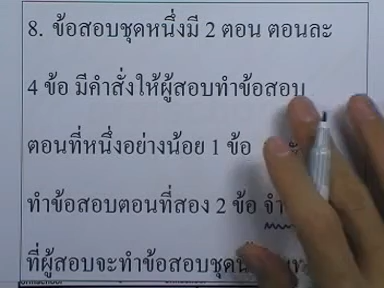 8. ข้อสอบชุดหนึ่งมี 2 ตอน ตอนละ
4 ข้อ มีคำสั่งให้ผู้สอบทำข้อสอบ
ตอนที่หนึ่งอย่างน้อย 1 ข้อ
ทำข้อสอบตอนที่สอง 2 ข้อ
ที่ผู้สอบจะทำข้อสอบชุด